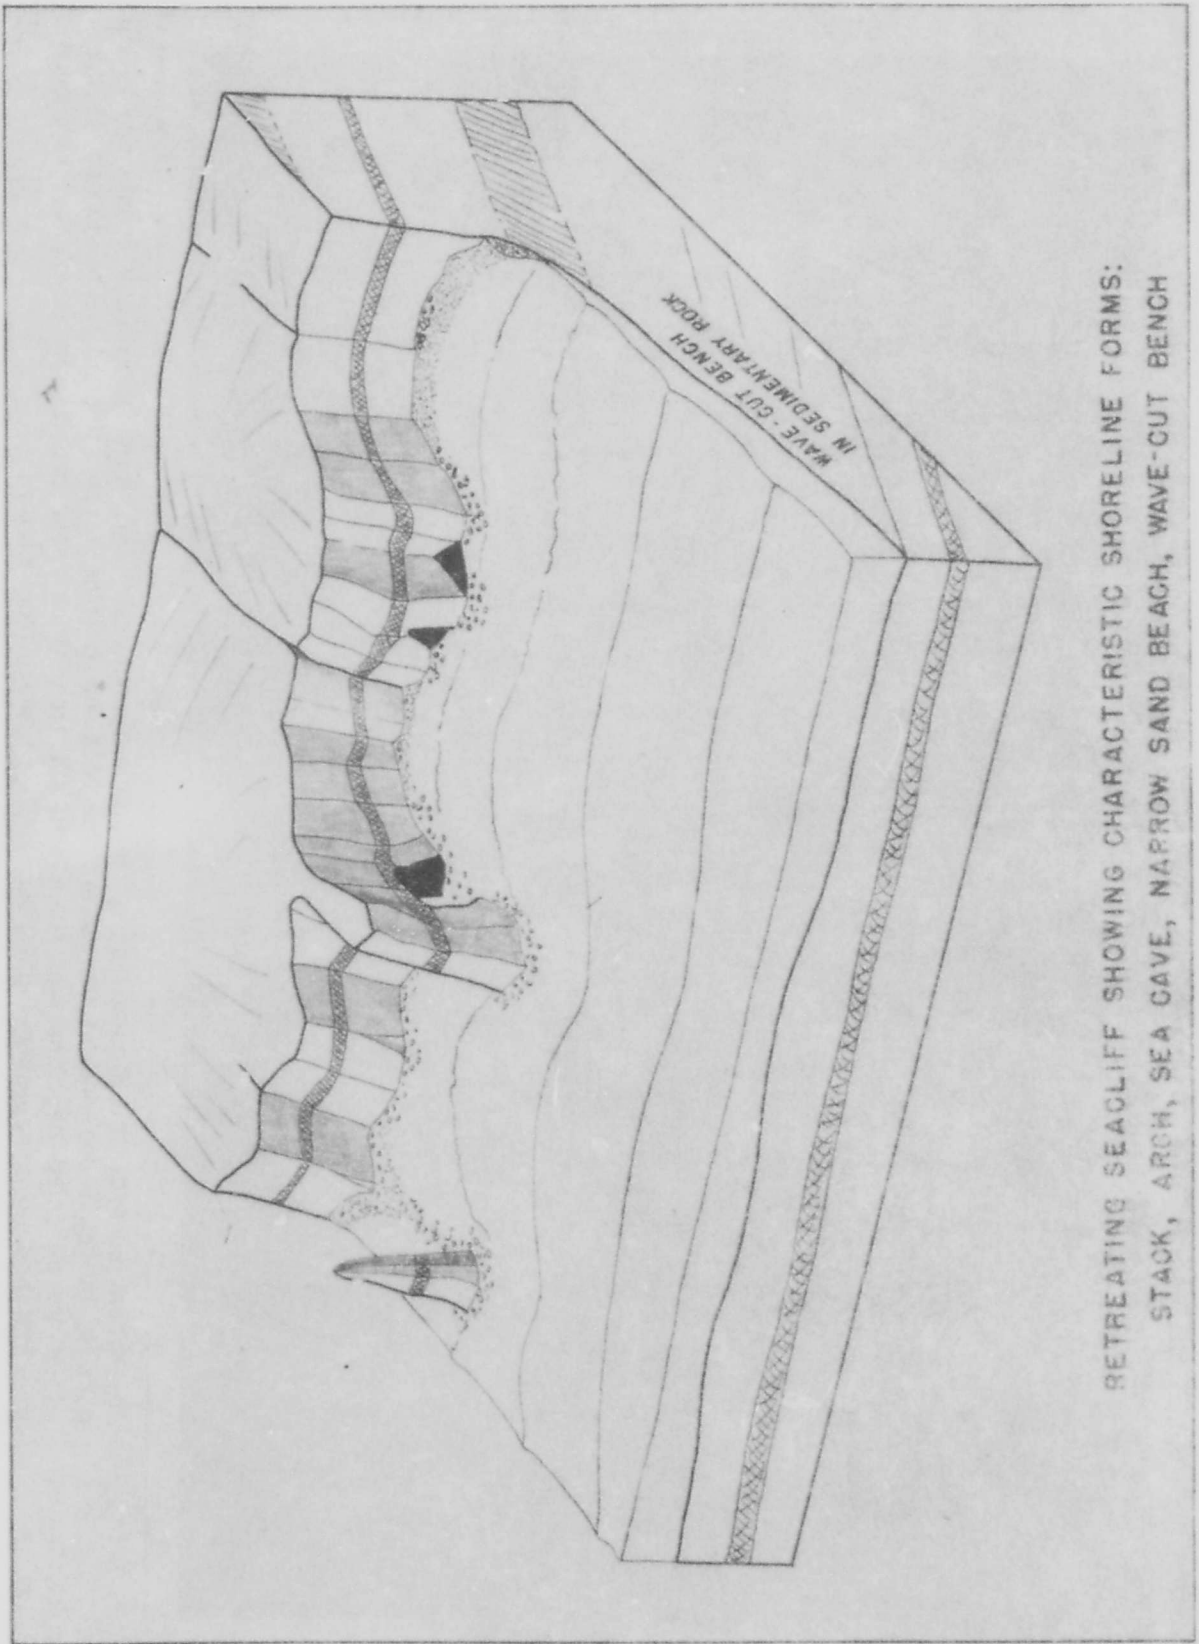 WAVE-CUT BENCH
IN SEDIMENTARY ROCK
RETREATING SEACLIFF SHOWING CHARACTERISTIC SHORELINE FORMS:
STACK, ARCH, SEA CAVE, NARROW SAND BEACH, WAVE-CUT BENCH